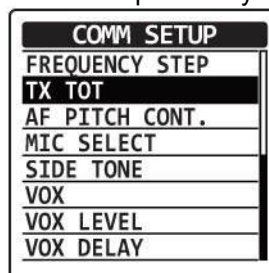 COMM SETUP
FREQUENCY STEP
TX TOT
AF PITCH CONT.
MIC SELECT
SIDE TONE
VOX
VOX LEVEL
VOX DELAY